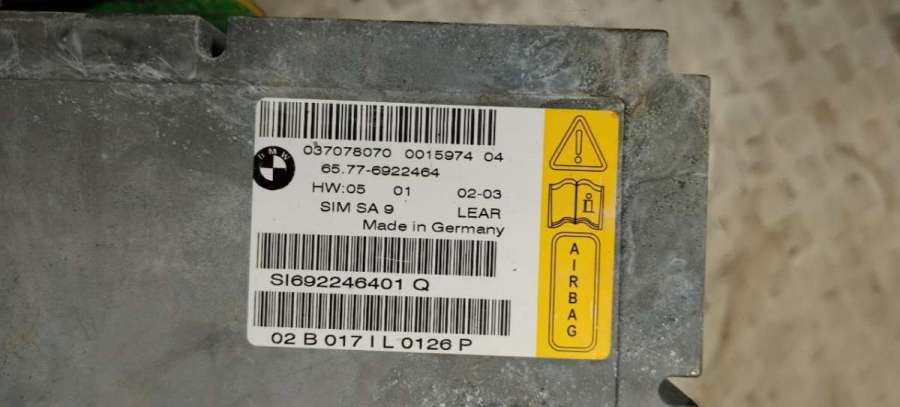 BMW
037078070 0015974 04
65.77-6922464
HW:05 01 02-03
SIM SA 9 LEAR
Made in Germany
SI692246401 Q
02 B 017 I L 0126 P
AIRBAG